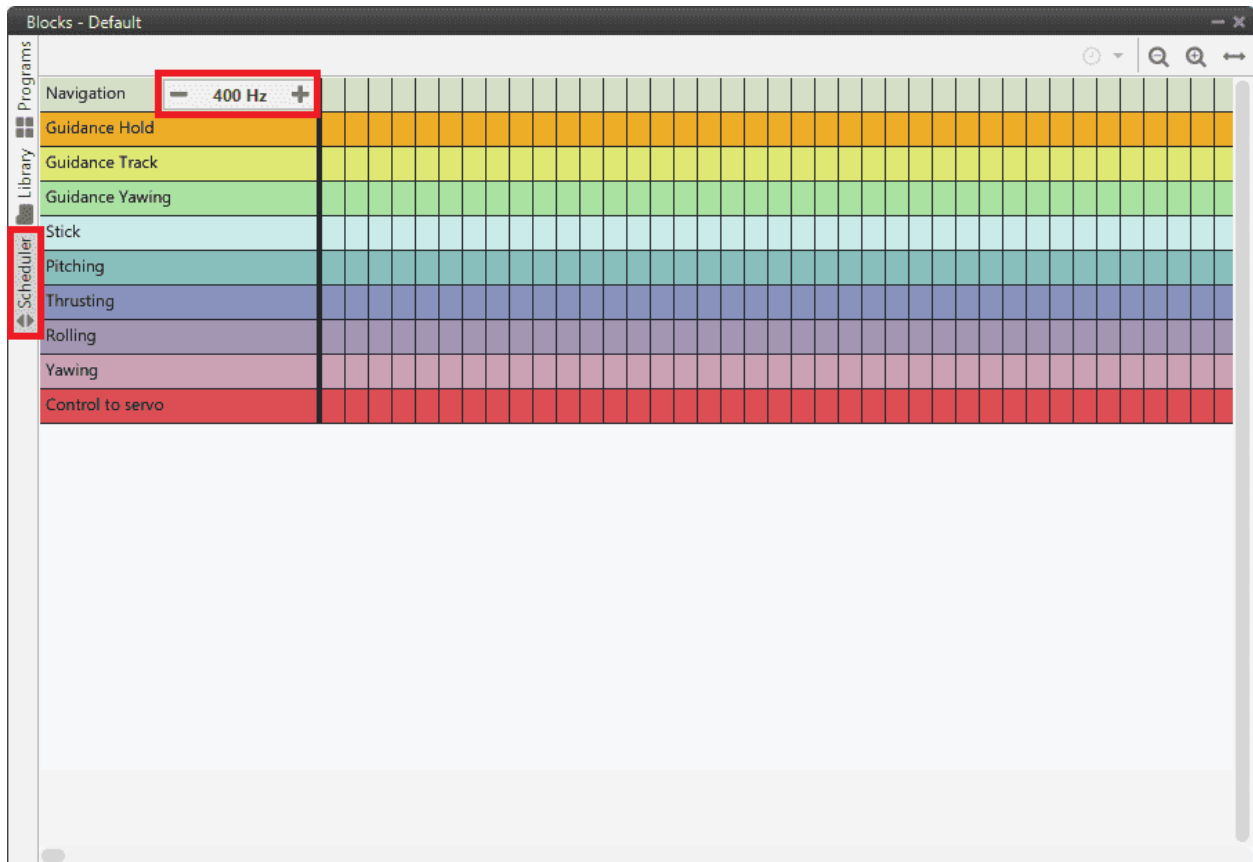 Blocks - Default
Programs
Library
Scheduler
Navigation 400 Hz
Guidance Hold
Guidance Track
Guidance Yawing
Stick
Pitching
Thrusting
Rolling
Yawing
Control to servo